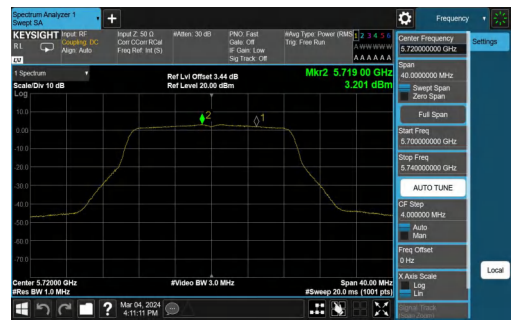 Spectrum Analyzer 1
Swept SA
Frequency
KEYSIGHT
RL
LV
Input: RF
Coupling: DC
Align: Auto
Input Z: 50 Ω
Corr CCorr RCal
Freq Ref: Int (S)
#Atten: 30 dB
PNO: Fast
Gate: Off
IF Gain: Low
Sig Track: Off
#Avg Type: Power (RMS
Trig: Free Run
1 2 3 4 5 6
A W W W W W
A A A A A A
Center Frequency
5.720000000 GHz
Settings
Span
40.0000000 MHz
Swept Span
Zero Span
Full Span
Start Freq
5.700000000 GHz
Stop Freq
5.740000000 GHz
AUTO TUNE
CF Step
4.000000 MHz
Auto
Man
Freq Offset
0 Hz
X Axis Scale
Log
Lin
Signal Track
Local
1 Spectrum
Scale/Div 10 dB
Log
Ref Lvl Offset 3.44 dB
Ref Level 20.00 dBm
Mkr2 5.719 00 GHz
3.201 dBm
10.0
0.00
-10.0
-20.0
-30.0
-40.0
-50.0
-60.0
-70.0
2
1
Center 5.72000 GHz
#Res BW 1.0 MHz
#Video BW 3.0 MHz
Span 40.00 MHz
#Sweep 20.0 ms (1001 pts)
Mar 04, 2024
4:11:11 PM